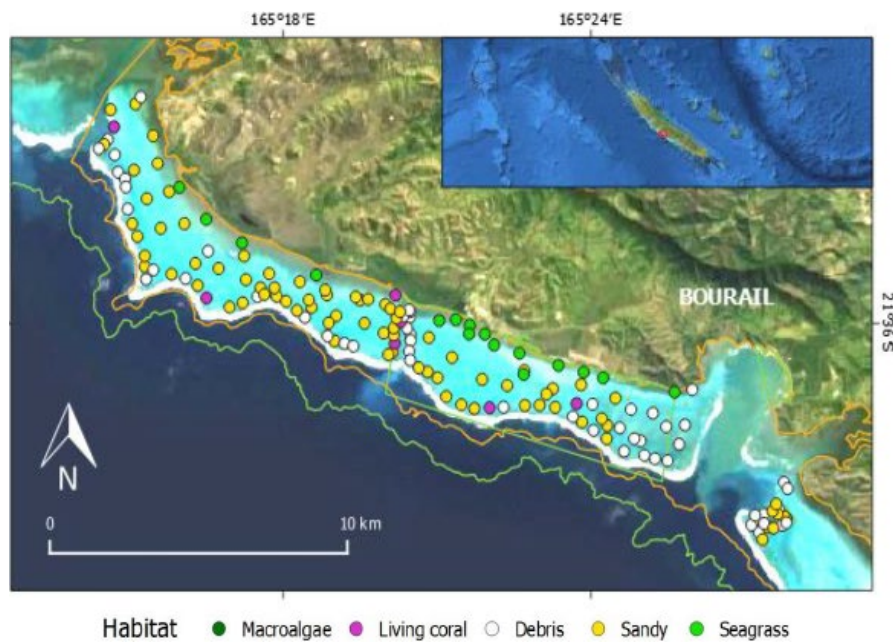 165°18'E 165°24'E
BOURAIL
21°36'S
N
0 10 km
Habitat Macroalgae Living coral Debris Sandy Seagrass